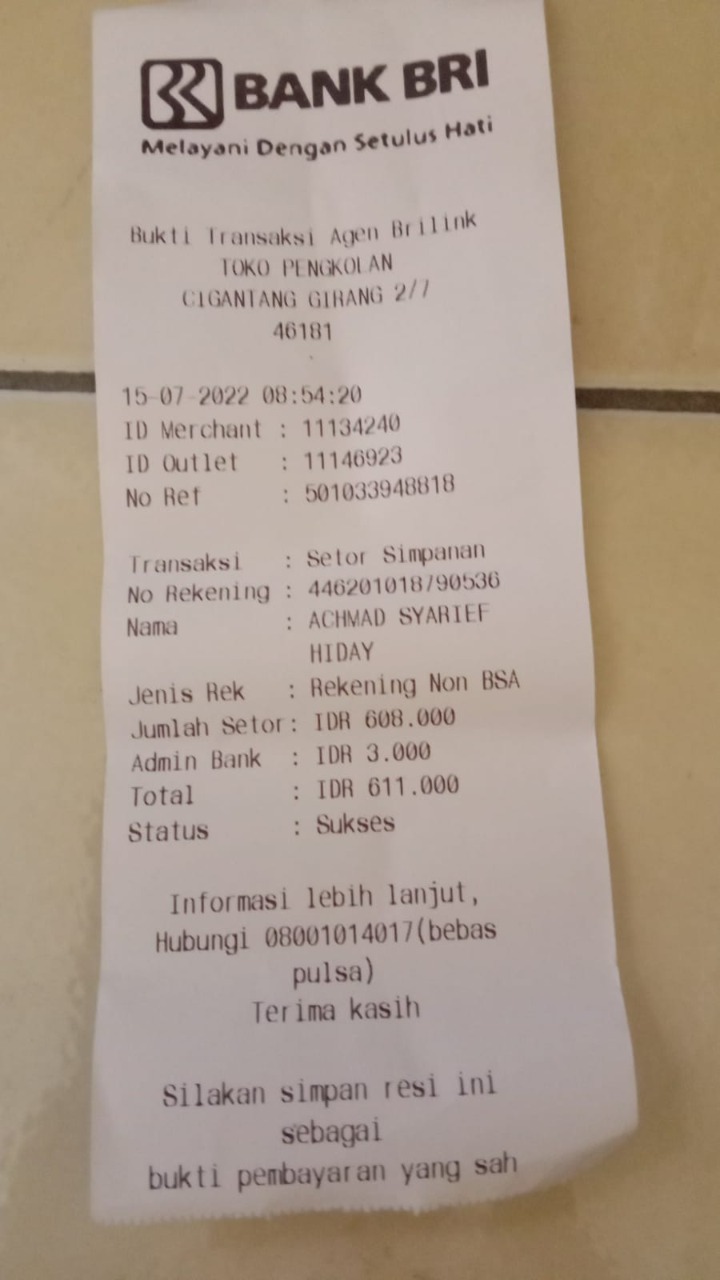 BANK BRI
Melayani Dengan Setulus Hati
Bukti Transaksi Agen Brilink
TOKO PENGKOLAN
CIGANTANG GIRANG 2/7
46181
15-07-2022 08:54:20
ID Merchant : 11134240
ID Outlet : 11146923
No Ref : 501033948818
Transaksi : Setor Simpanan
No Rekening : 446201018790536
Nama : ACHMAD SYARIEF
HIDAY
Jenis Rek : Rekening Non BSA
Jumlah Setor: IDR 608.000
Admin Bank : IDR 3.000
Total : IDR 611.000
Status : Sukses
Informasi lebih lanjut,
Hubungi 08001014017(bebas
pulsa)
Terima kasih
Silakan simpan resi ini
sebagai
bukti pembayaran yang sah